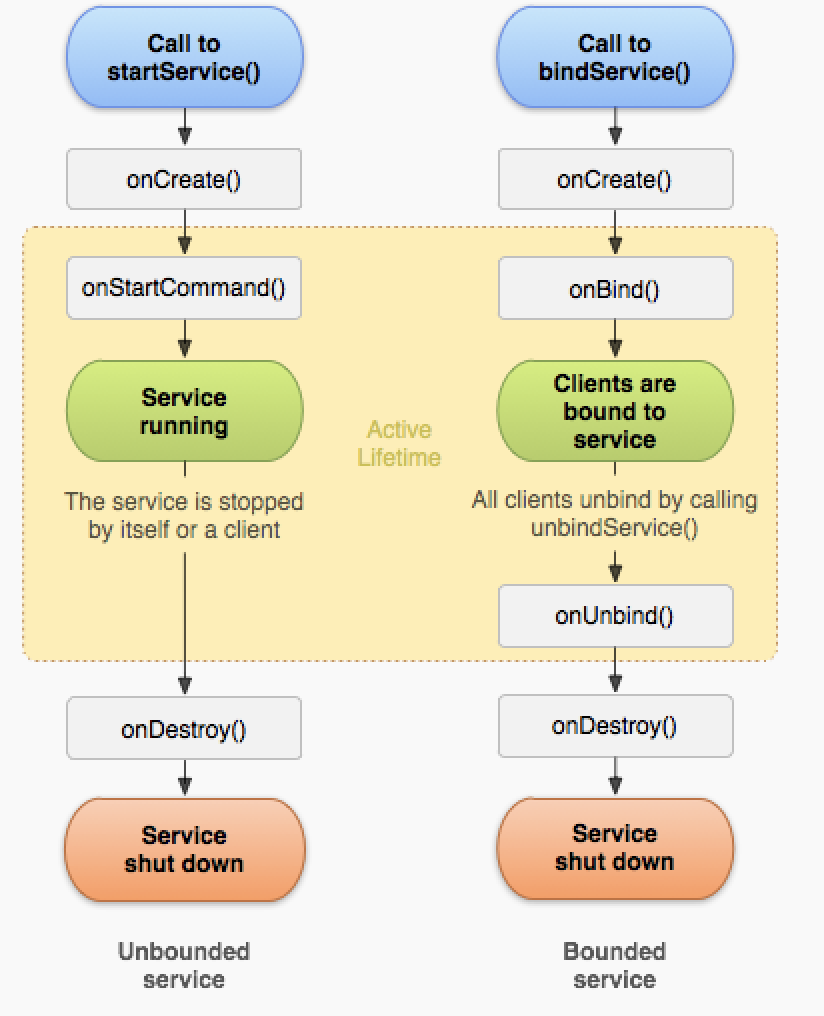 Call to
startService()
onCreate()
onStartCommand()
Service
running
The service is stopped
by itself or a client
onDestroy()
Service
shut down
Unbounded
service
Active
Lifetime
Call to
bindService()
onCreate()
onBind()
Clients are
bound to
service
All clients unbind by calling
unbindService()
onUnbind()
onDestroy()
Service
shut down
Bounded
service